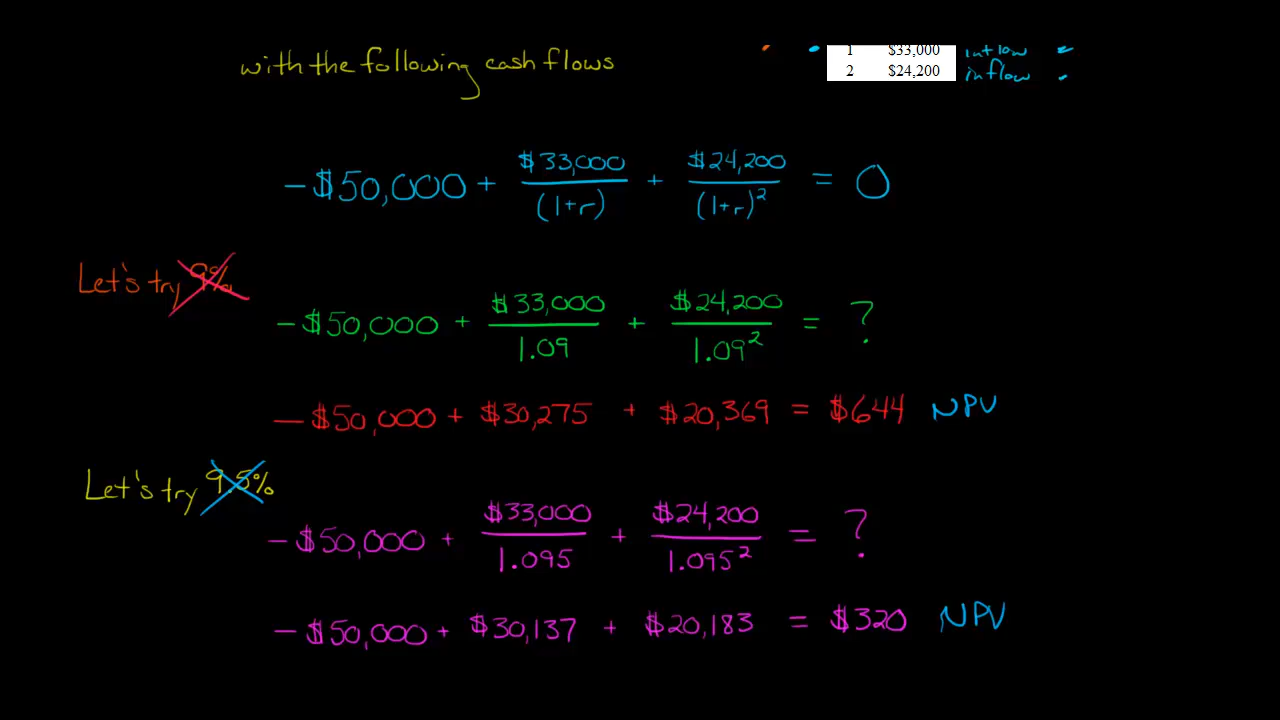 with the following cash flows
1 $33,000 inflow
2 $24,200 inflow
-$50,000 + $33,000/(1+r) + $24,200/(1+r)² = 0
Let's try 9%
-$50,000 + $33,000/1.09 + $24,200/1.09² = ?
-$50,000 + $30,275 + $20,369 = $644 NPV
Let's try 9.5%
-$50,000 + $33,000/1.095 + $24,200/1.095² = ?
-$50,000 + $30,137 + $20,183 = $320 NPV